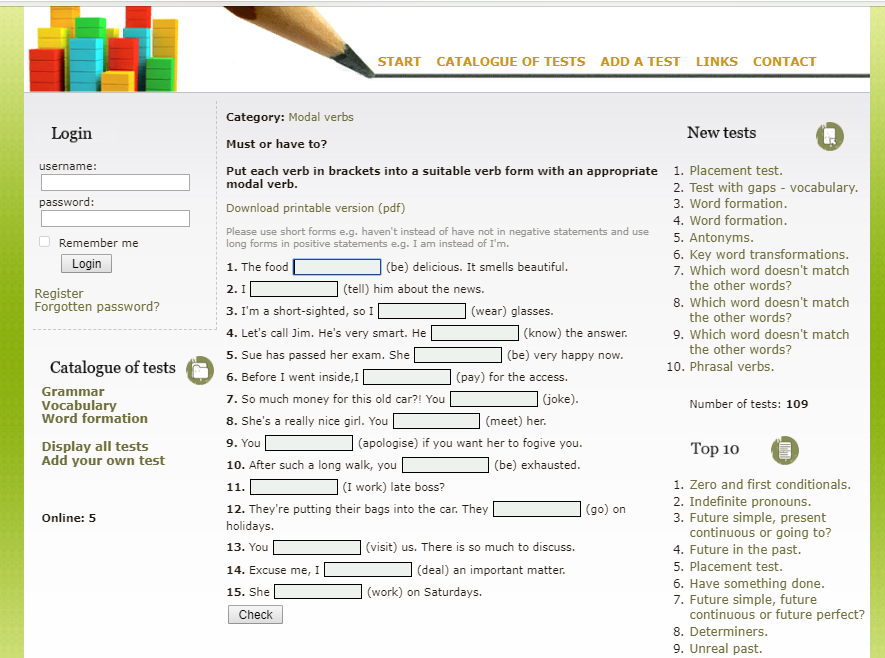 START CATALOGUE OF TESTS ADD A TEST LINKS CONTACT
Login
username:
password:
Remember me
Login
Register
Forgotten password?
Catalogue of tests
Grammar
Vocabulary
Word formation
Display all tests
Add your own test
Online: 5
Category: Modal verbs
Must or have to?
Put each verb in brackets into a suitable verb form with an appropriate
modal verb.
Download printable version (pdf)
Please use short forms e.g. haven't instead of have not in negative statements and use
long forms in positive statements e.g. I am instead of I'm.
1. The food (be) delicious. It smells beautiful.
2. I (tell) him about the news.
3. I'm a short-sighted, so I (wear) glasses.
4. Let's call Jim. He's very smart. He (know) the answer.
5. Sue has passed her exam. She (be) very happy now.
6. Before I went inside,I (pay) for the access.
7. So much money for this old car?! You (joke).
8. She's a really nice girl. You (meet) her.
9. You (apologise) if you want her to fogive you.
10. After such a long walk, you (be) exhausted.
11. (I work) late boss?
12. They're putting their bags into the car. They (go) on
holidays.
13. You (visit) us. There is so much to discuss.
14. Excuse me, I (deal) an important matter.
15. She (work) on Saturdays.
Check
New tests
1. Placement test.
2. Test with gaps - vocabulary.
3. Word formation.
4. Word formation.
5. Antonyms.
6. Key word transformations.
7. Which word doesn't match
the other words?
8. Which word doesn't match
the other words?
9. Which word doesn't match
the other words?
10. Phrasal verbs.
Number of tests: 109
Top 10
1. Zero and first conditionals.
2. Indefinite pronouns.
3. Future simple, present
continuous or going to?
4. Future in the past.
5. Placement test.
6. Have something done.
7. Future simple, future
continuous or future perfect?
8. Determiners.
9. Unreal past.